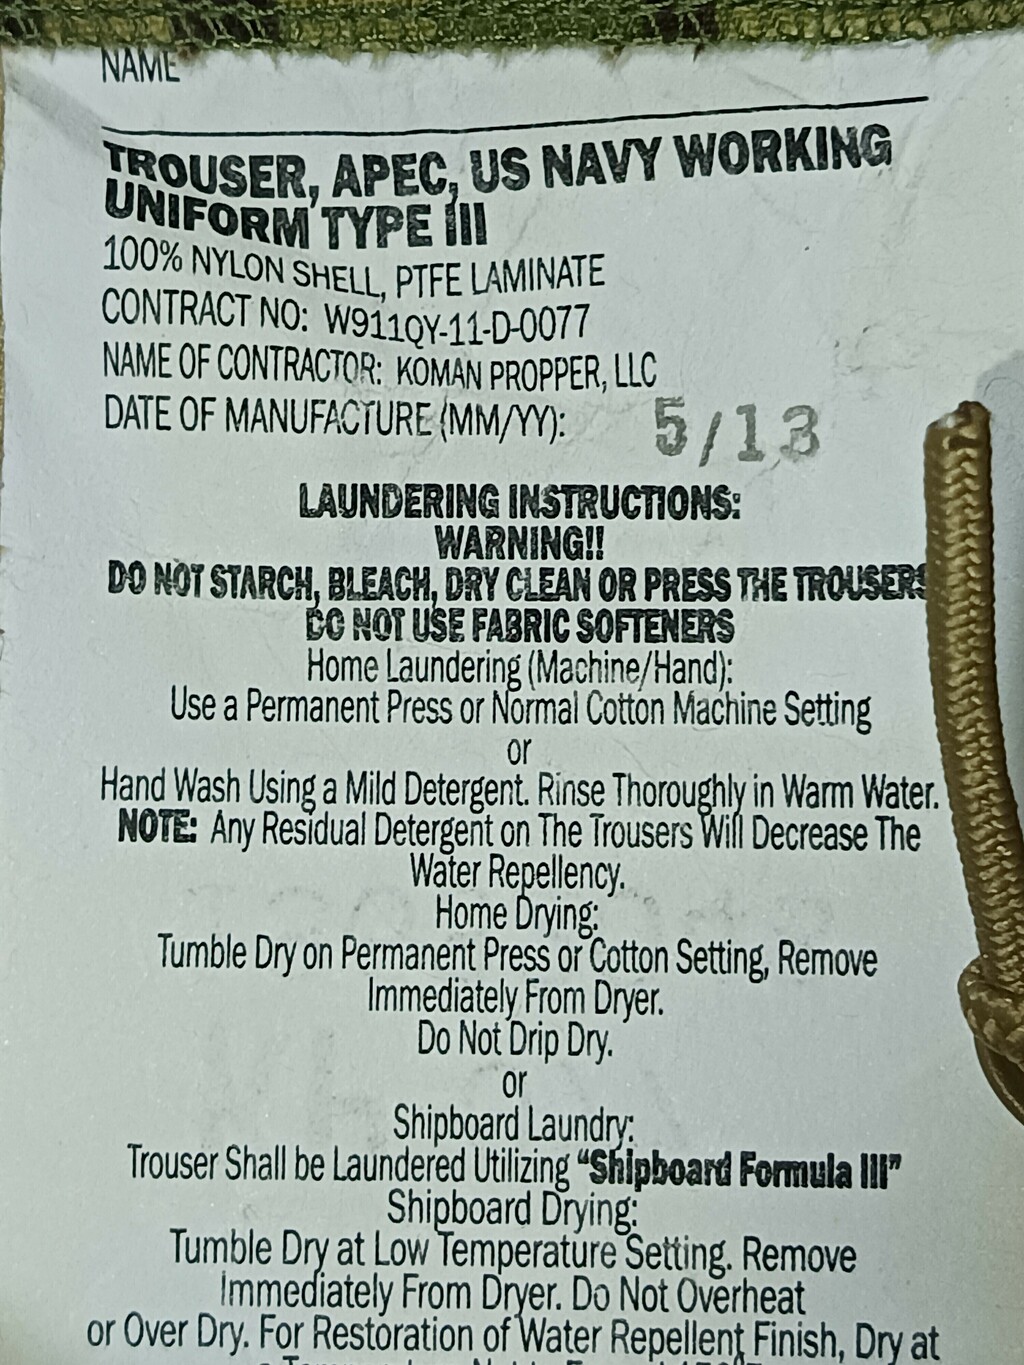 NAME
TROUSER, APEC, US NAVY WORKING
UNIFORM TYPE III
100% NYLON SHELL, PTFE LAMINATE
CONTRACT NO: W911QY-11-D-0077
NAME OF CONTRACTOR: KOMAN PROPPER, LLC
DATE OF MANUFACTURE (MM/YY): 5/13
LAUNDERING INSTRUCTIONS:
WARNING!!
DO NOT STARCH, BLEACH, DRY CLEAN OR PRESS THE TROUSERS
DO NOT USE FABRIC SOFTENERS
Home Laundering (Machine/Hand):
Use a Permanent Press or Normal Cotton Machine Setting
or
Hand Wash Using a Mild Detergent. Rinse Thoroughly in Warm Water.
NOTE: Any Residual Detergent on The Trousers Will Decrease The
Water Repellency.
Home Drying:
Tumble Dry on Permanent Press or Cotton Setting, Remove
Immediately From Dryer.
Do Not Drip Dry.
or
Shipboard Laundry:
Trouser Shall be Laundered Utilizing “Shipboard Formula III”
Shipboard Drying:
Tumble Dry at Low Temperature Setting. Remove
Immediately From Dryer. Do Not Overheat
or Over Dry. For Restoration of Water Repellent Finish, Dry at